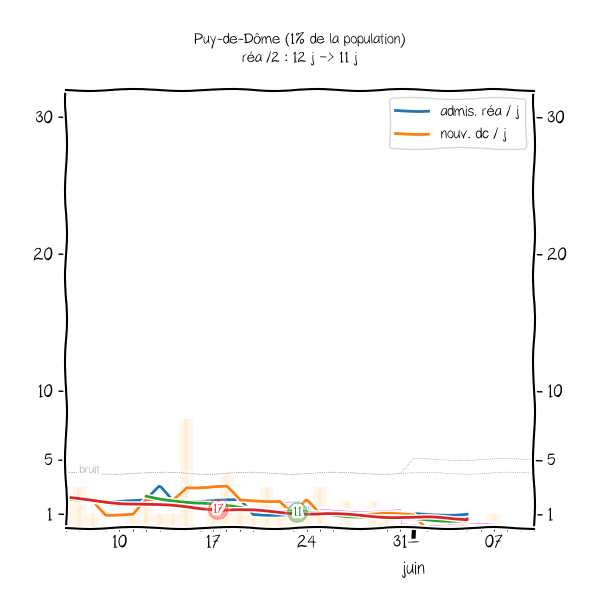 Puy-de-Dôme (1% de la population)
réa /2 : 12 j -> 11 j
admis. réa / j
nouv. dc / j
30
30
20
20
10
10
5
5
bruit
1
1
17
11
10
17
24
31
07
juin